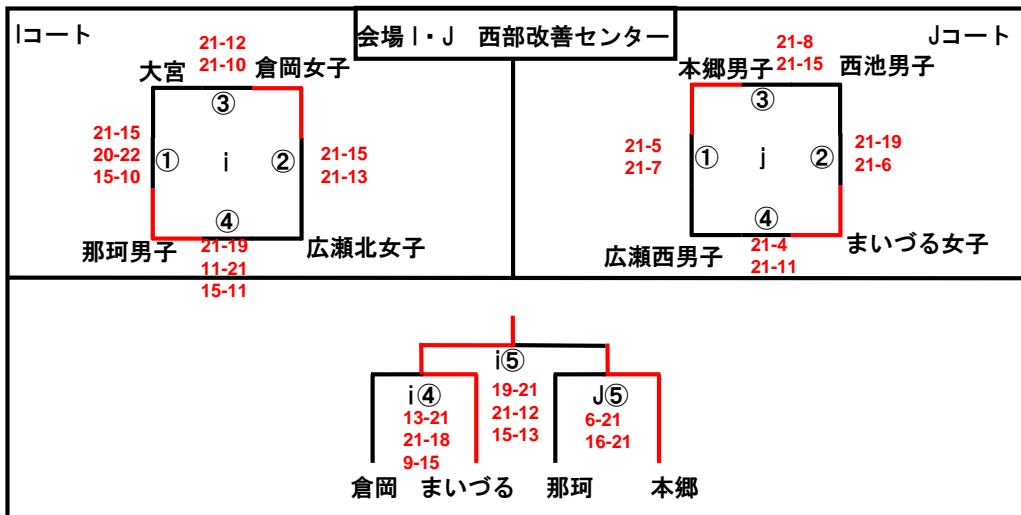 Iコート
会場I・J 西部改善センター
Jコート
21-12
21-10
大宮
倉岡女子
③
21-15
20-22
15-10
①
i
②
21-15
21-13
④
那珂男子
広瀬北女子
21-19
11-21
15-11
21-8
21-15
本郷男子
西池男子
③
21-5
21-7
①
j
②
21-19
21-6
④
広瀬西男子
まいづる女子
21-4
21-11
i⑤
19-21
21-12
15-13
i④
13-21
21-18
9-15
J⑤
6-21
16-21
倉岡
まいづる
那珂
本郷